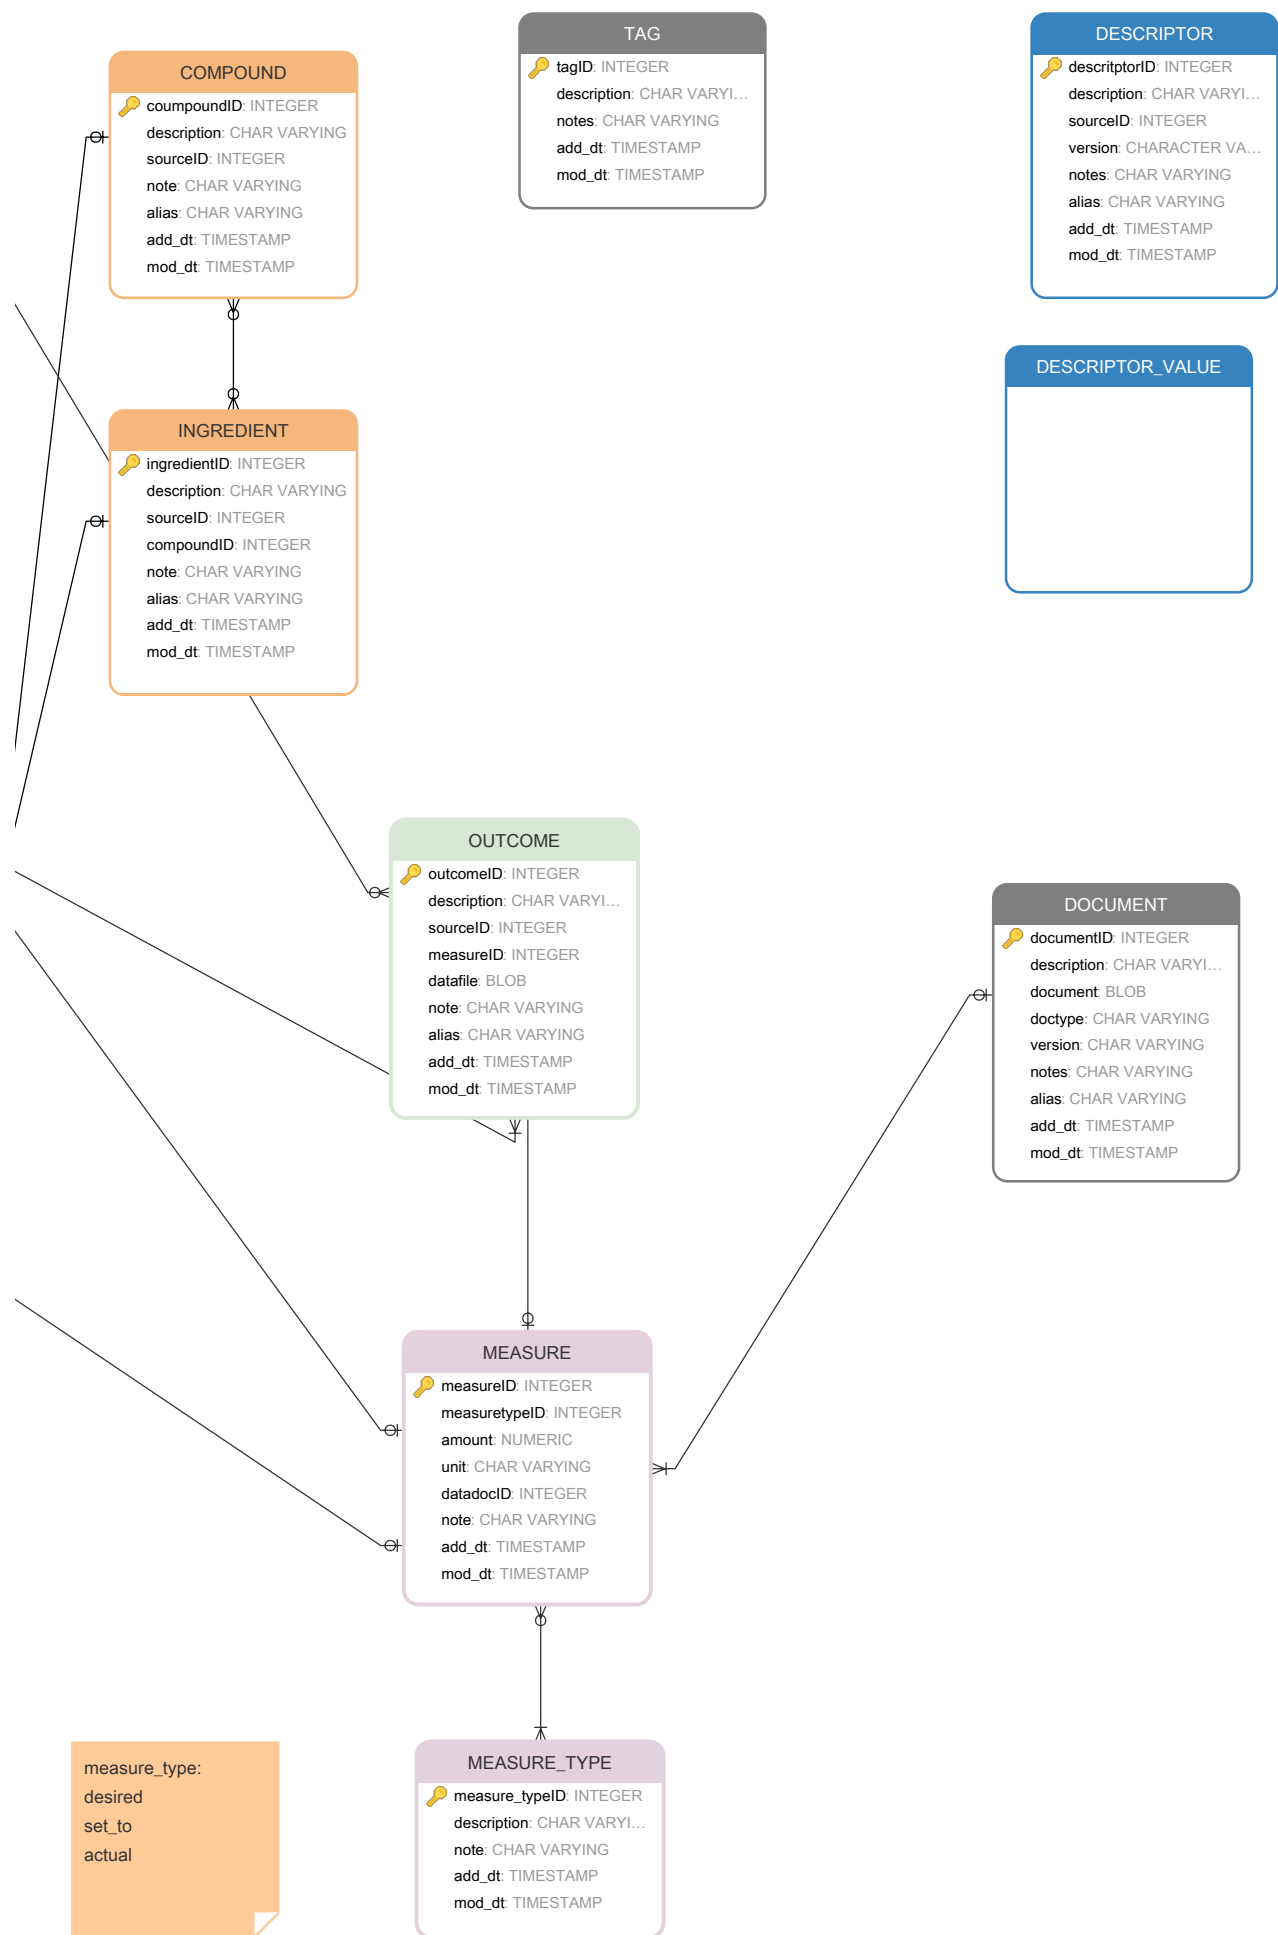 COMPOUND
coumpoundID: INTEGER
description: CHAR VARYING
sourceID: INTEGER
note: CHAR VARYING
alias: CHAR VARYING
add_dt: TIMESTAMP
mod_dt: TIMESTAMP
TAG
tagID: INTEGER
description: CHAR VARYI...
notes: CHAR VARYING
add_dt: TIMESTAMP
mod_dt: TIMESTAMP
DESCRIPTOR
descritptorID: INTEGER
description: CHAR VARYI...
sourceID: INTEGER
version: CHARACTER VA...
notes: CHAR VARYING
alias: CHAR VARYING
add_dt: TIMESTAMP
mod_dt: TIMESTAMP
DESCRIPTOR_VALUE
INGREDIENT
ingredientID: INTEGER
description: CHAR VARYING
sourceID: INTEGER
compoundID: INTEGER
note: CHAR VARYING
alias: CHAR VARYING
add_dt: TIMESTAMP
mod_dt: TIMESTAMP
OUTCOME
outcomeID: INTEGER
description: CHAR VARYI...
sourceID: INTEGER
measureID: INTEGER
datafile: BLOB
note: CHAR VARYING
alias: CHAR VARYING
add_dt: TIMESTAMP
mod_dt: TIMESTAMP
DOCUMENT
documentID: INTEGER
description: CHAR VARYI...
document: BLOB
doctype: CHAR VARYING
version: CHAR VARYING
notes: CHAR VARYING
alias: CHAR VARYING
add_dt: TIMESTAMP
mod_dt: TIMESTAMP
MEASURE
measureID: INTEGER
measuretypeID: INTEGER
amount: NUMERIC
unit: CHAR VARYING
datadocID: INTEGER
note: CHAR VARYING
add_dt: TIMESTAMP
mod_dt: TIMESTAMP
measure_type:
desired
set_to
actual
MEASURE_TYPE
measure_typeID: INTEGER
description: CHAR VARYI...
note: CHAR VARYING
add_dt: TIMESTAMP
mod_dt: TIMESTAMP